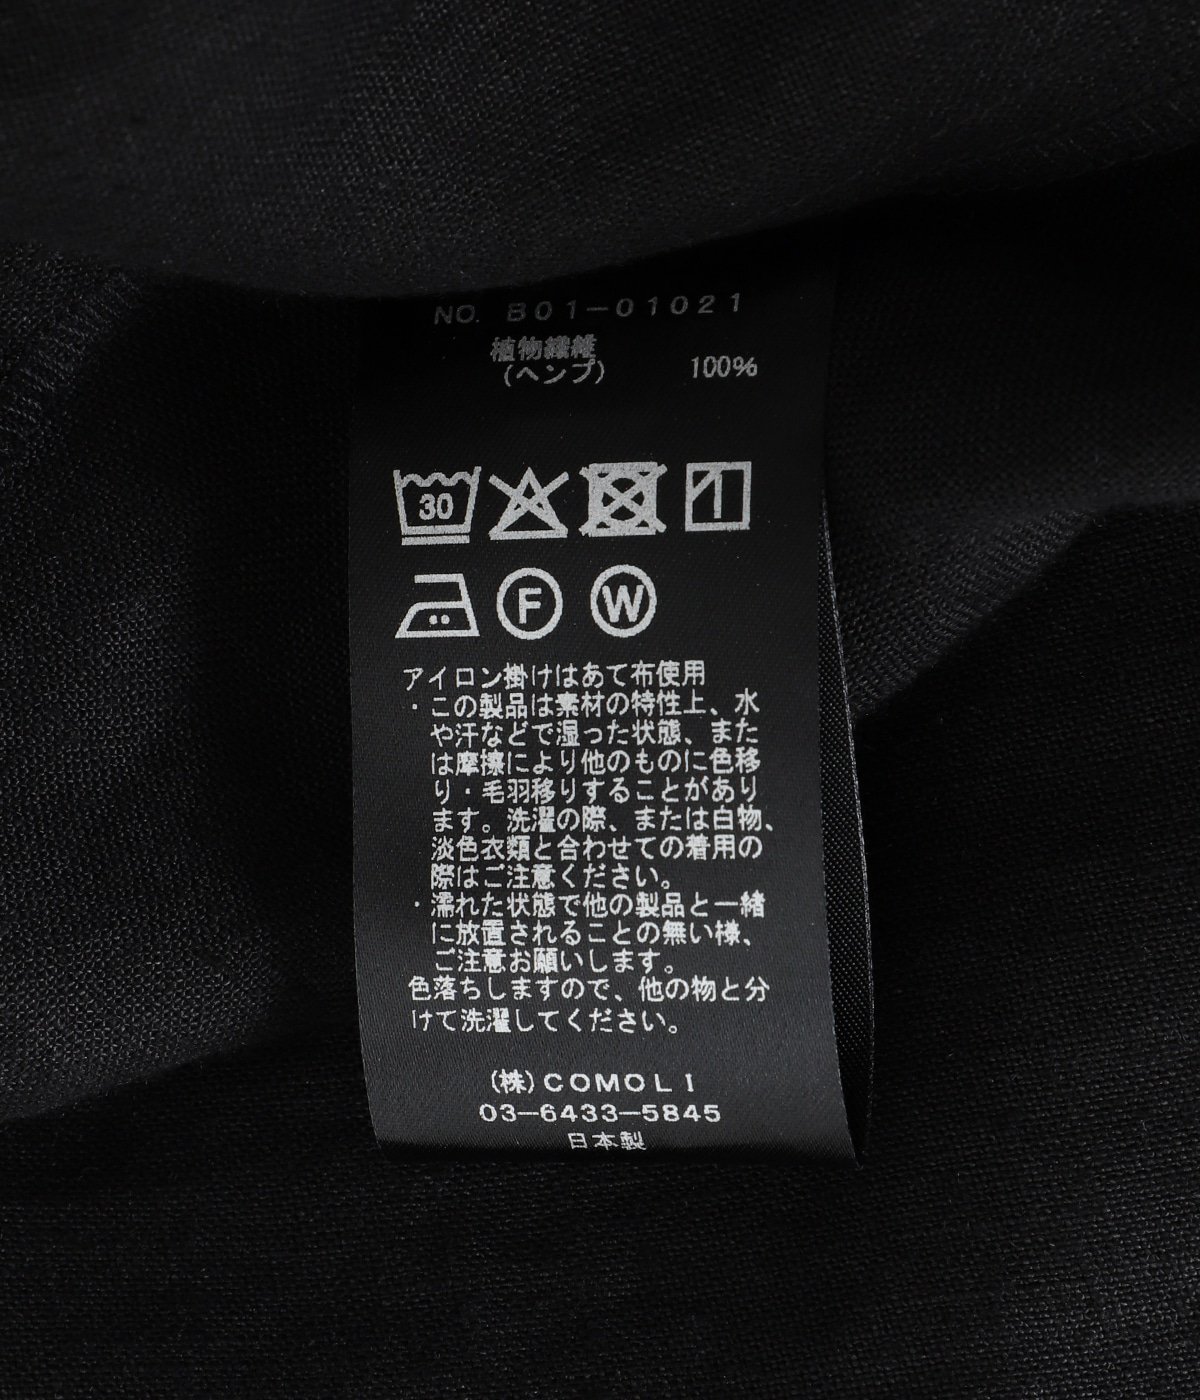 NO. B01-01021
植物繊維
(ヘンプ) 100%
30
F W
アイロン掛けはあて布使用
・この製品は素材の特性上、水
や汗などで湿った状態、また
は摩擦により他のものに色移
り・毛羽移りすることがあり
ます。洗濯の際、または白物、
淡色衣類と合わせての着用の
際はご注意ください。
・濡れた状態で他の製品と一緒
に放置されることの無い様、
ご注意お願いします。
色落ちしますので、他の物と分
けて洗濯してください。
(株)COMOLI
03-6433-5845
日本製